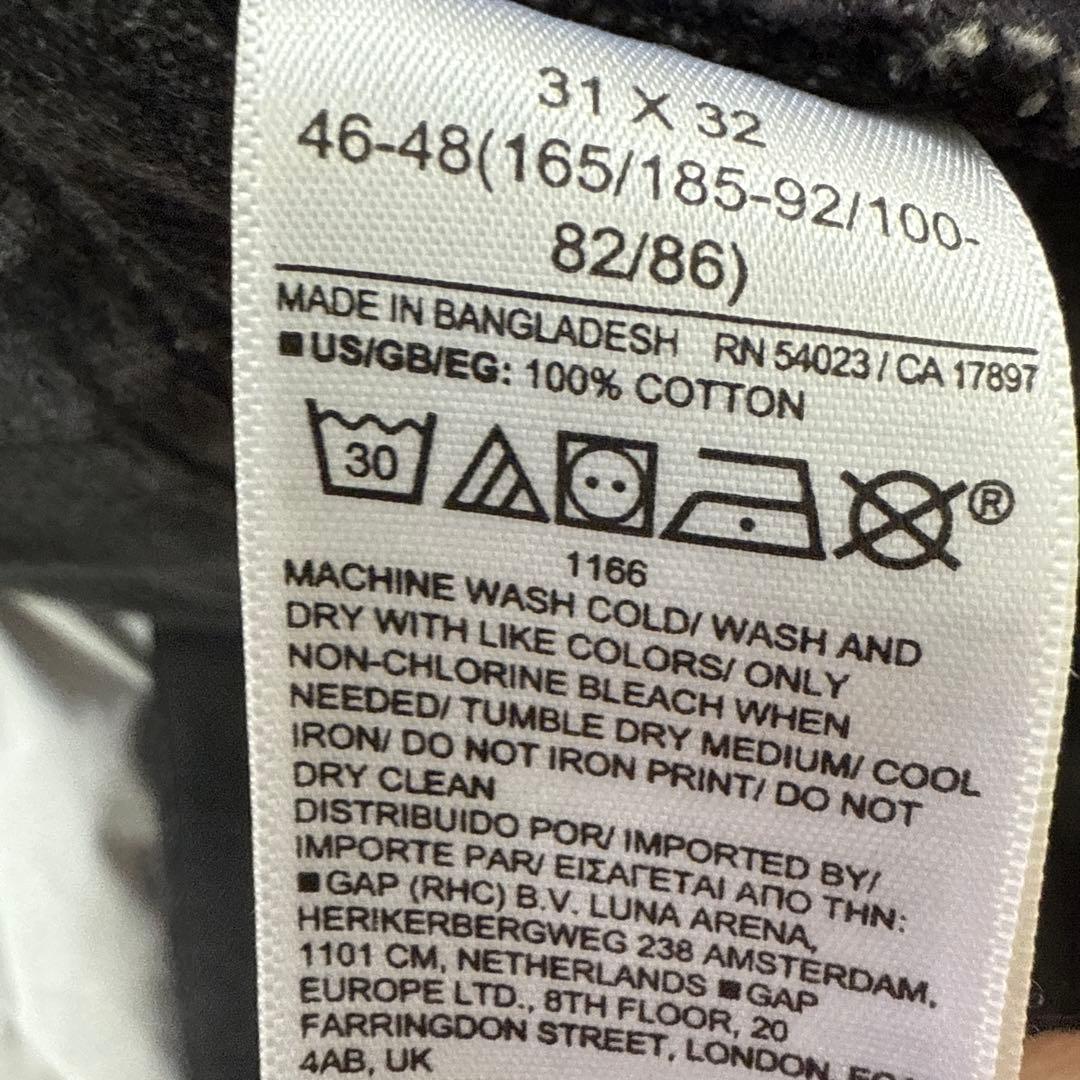 31 X 32
46-48(165/185-92/100-
82/86)
MADE IN BANGLADESH RN 54023 / CA 17897
■US/GB/EG: 100% COTTON
30
®
1166
MACHINE WASH COLD/ WASH AND
DRY WITH LIKE COLORS/ ONLY
NON-CHLORINE BLEACH WHEN
NEEDED/ TUMBLE DRY MEDIUM/ COOL
IRON/ DO NOT IRON PRINT/ DO NOT
DRY CLEAN
DISTRIBUIDO POR/ IMPORTED BY/
IMPORTE PAR/ ΕΙΣΑΓΕΤΑΙ ΑΠΟ ΤΗΝ:
■GAP (RHC) B.V. LUNA ARENA,
HERIKERBERGWEG 238 AMSTERDAM,
1101 CM, NETHERLANDS ■GAP
EUROPE LTD., 8TH FLOOR, 20
FARRINGDON STREET, LONDON,
4AB, UK